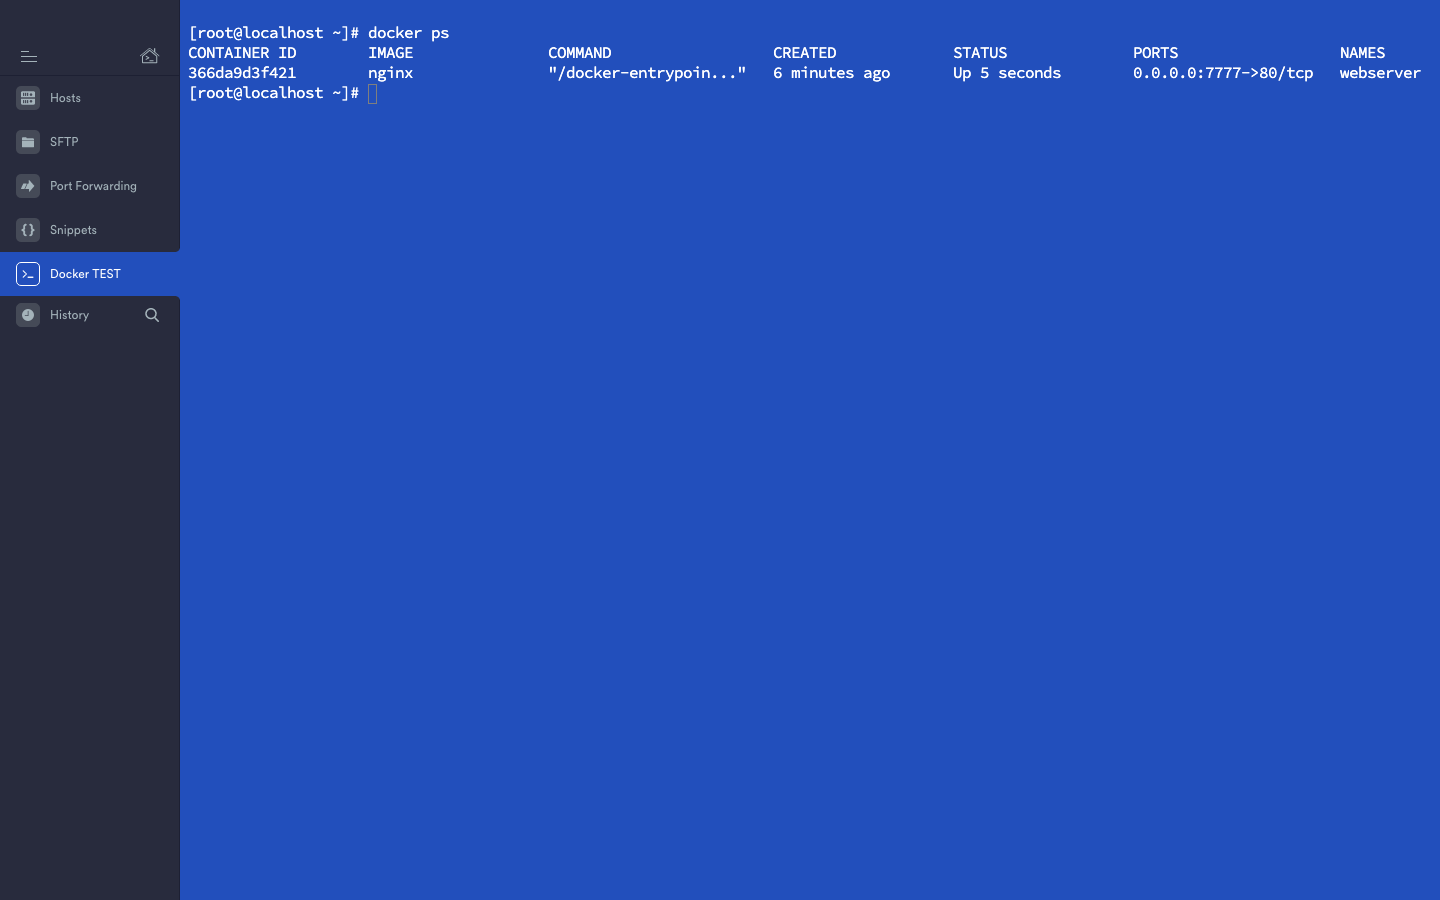 Hosts
SFTP
Port Forwarding
Snippets
Docker TEST
History
[root@localhost ~]# docker ps
CONTAINER ID        IMAGE               COMMAND                  CREATED             STATUS              PORTS                  NAMES
366da9d3f421        nginx               "/docker-entrypoin..."   6 minutes ago       Up 5 seconds        0.0.0.0:7777->80/tcp   webserver
[root@localhost ~]#